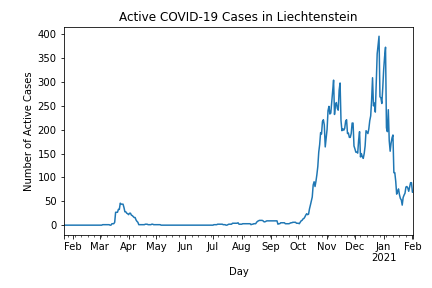 Active COVID-19 Cases in Liechtenstein
Number of Active Cases
400
350
300
250
200
150
100
50
0
Feb Mar Apr May Jun Jul Aug Sep Oct Nov Dec Jan Feb
2021
Day